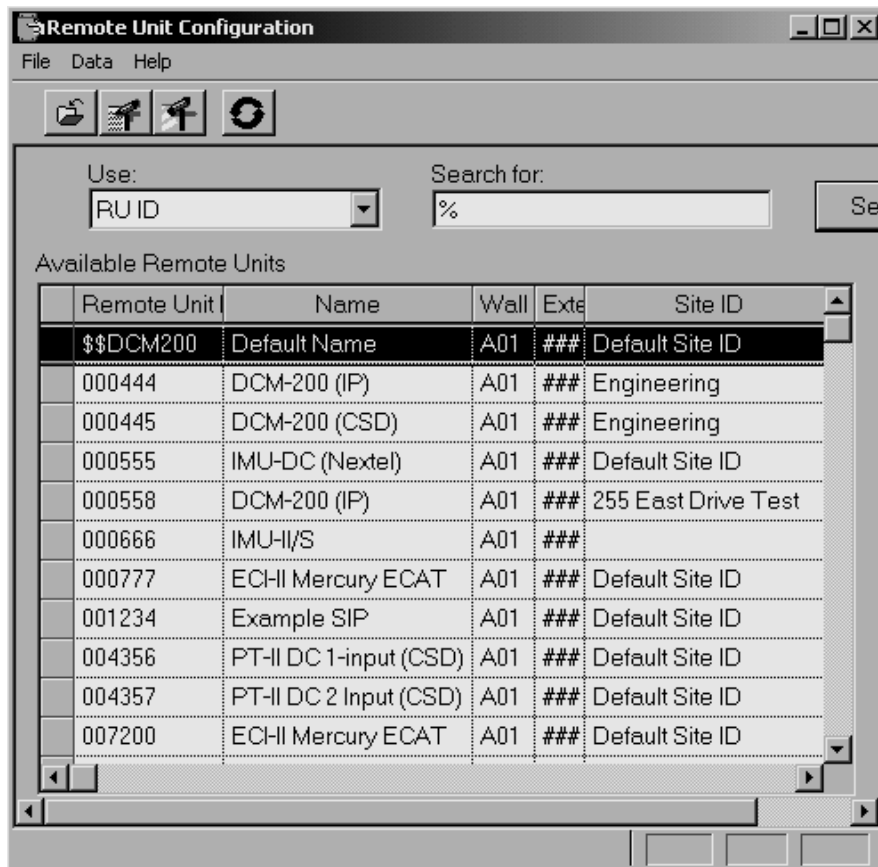 Remote Unit Configuration
File Data Help
Use: Search for:
RU ID % Se
Available Remote Units
Remote Unit I Name Wall Exte Site ID
$$DCM200 Default Name A01 ### Default Site ID
000444 DCM-200 (IP) A01 ### Engineering
000445 DCM-200 (CSD) A01 ### Engineering
000555 IMU-DC (Nextel) A01 ### Default Site ID
000558 DCM-200 (IP) A01 ### 255 East Drive Test
000666 IMU-II/S A01 ###
000777 ECI-II Mercury ECAT A01 ### Default Site ID
001234 Example SIP A01 ### Default Site ID
004356 PT-II DC 1-input (CSD) A01 ### Default Site ID
004357 PT-II DC 2 Input (CSD) A01 ### Default Site ID
007200 ECI-II Mercury ECAT A01 ### Default Site ID